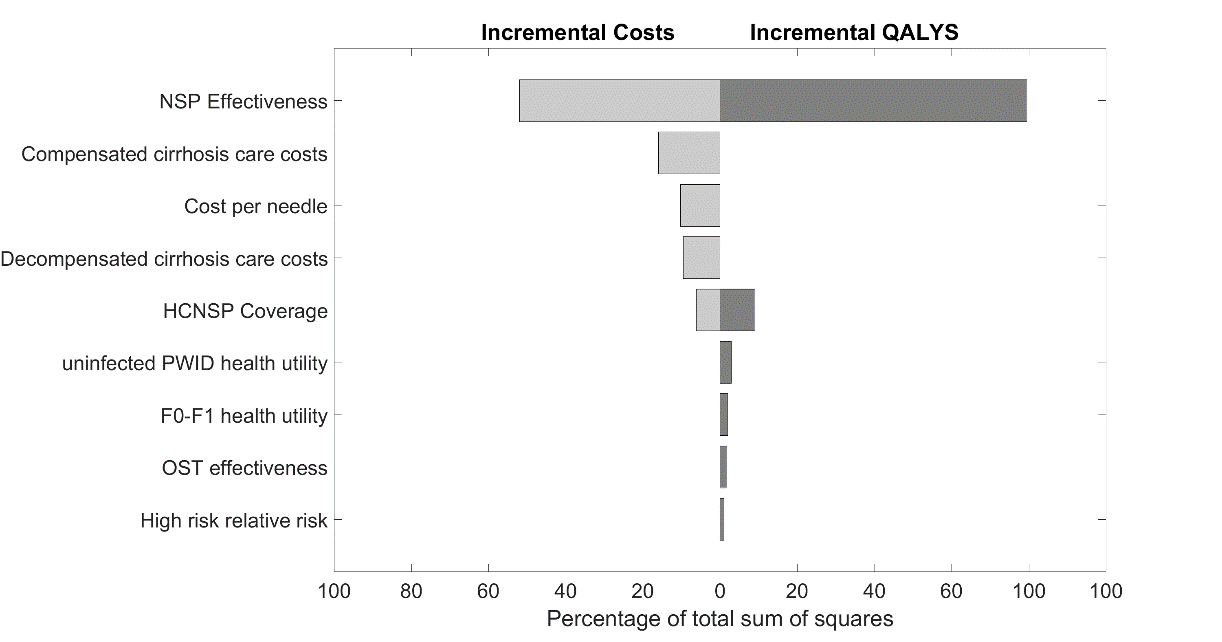 Incremental Costs Incremental QALYS
NSP Effectiveness
Compensated cirrhosis care costs
Cost per needle
Decompensated cirrhosis care costs
HCNSP Coverage
uninfected PWID health utility
F0-F1 health utility
OST effectiveness
High risk relative risk
100 80 60 40 20 0 20 40 60 100 100
Percentage of total sum of squares